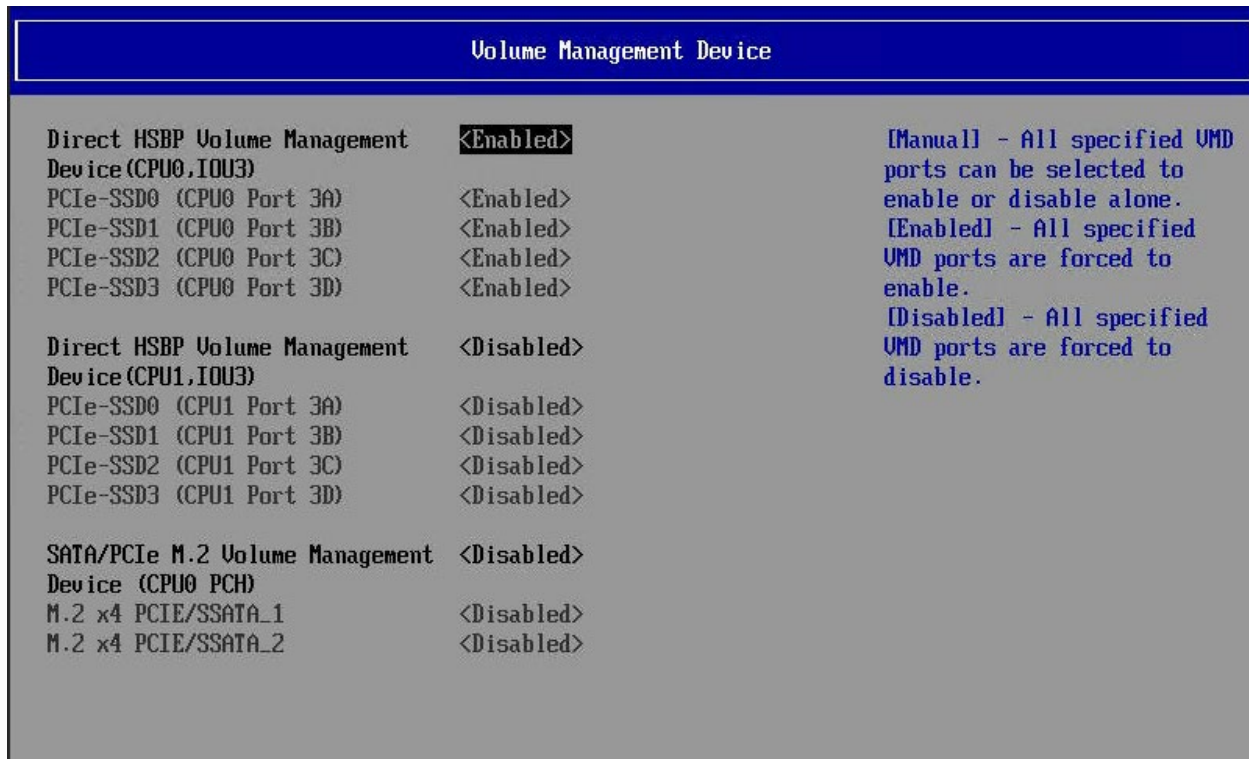 Volume Management Device
Direct HSBP Volume Management <Enabled>
Device(CPU0,IOU3)
PCIe-SSD0 (CPU0 Port 3A) <Enabled>
PCIe-SSD1 (CPU0 Port 3B) <Enabled>
PCIe-SSD2 (CPU0 Port 3C) <Enabled>
PCIe-SSD3 (CPU0 Port 3D) <Enabled>
Direct HSBP Volume Management <Disabled>
Device(CPU1,IOU3)
PCIe-SSD0 (CPU1 Port 3A) <Disabled>
PCIe-SSD1 (CPU1 Port 3B) <Disabled>
PCIe-SSD2 (CPU1 Port 3C) <Disabled>
PCIe-SSD3 (CPU1 Port 3D) <Disabled>
SATA/PCIe M.2 Volume Management <Disabled>
Device (CPU0 PCH)
M.2 x4 PCIE/SSATA_1 <Disabled>
M.2 x4 PCIE/SSATA_2 <Disabled>
[Manual] - All specified VMD
ports can be selected to
enable or disable alone.
[Enabled] - All specified
VMD ports are forced to
enable.
[Disabled] - All specified
VMD ports are forced to
disable.